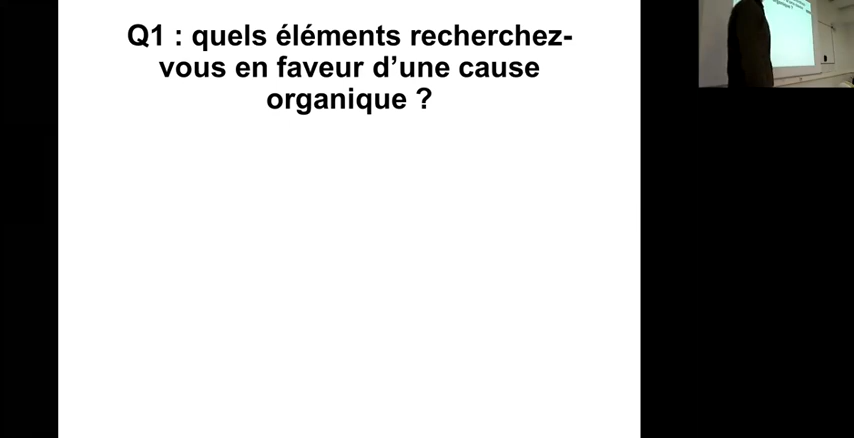 Q1 : quels éléments recherchez-
vous en faveur d’une cause
organique ?